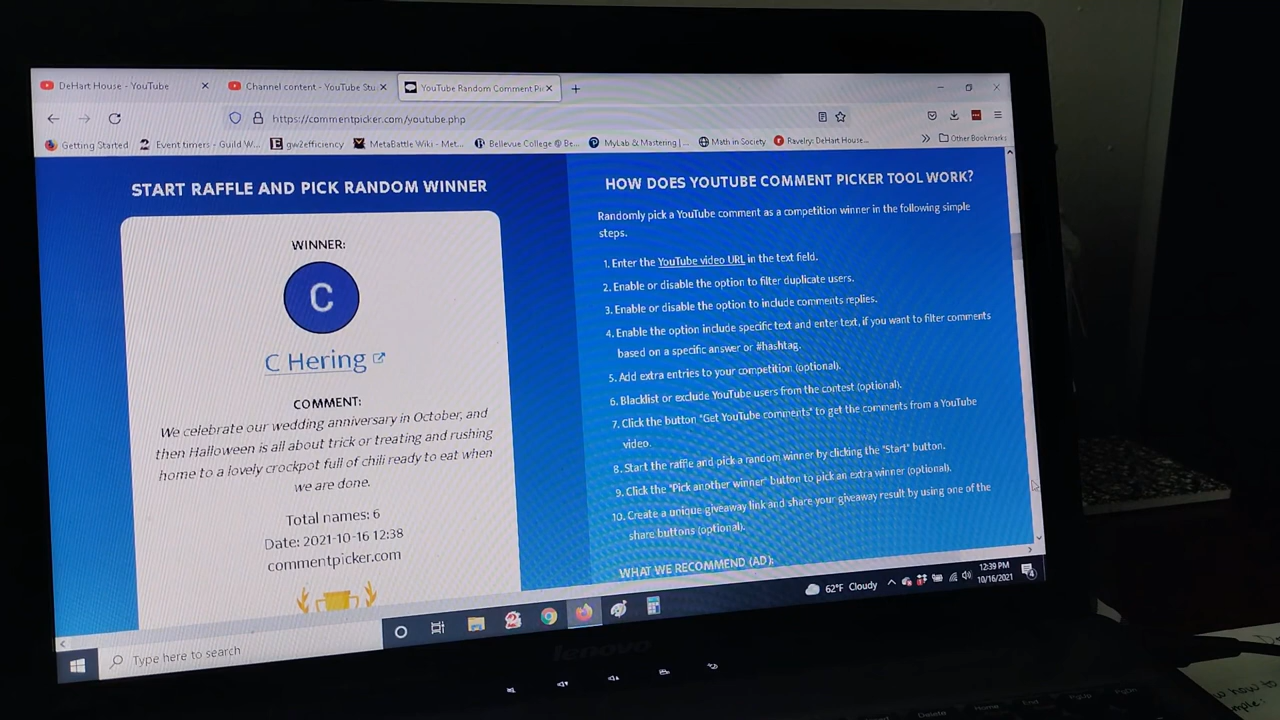 DeHart House - YouTube
Channel content - YouTube Stu
YouTube Random Comment Pic
https://commentpicker.com/youtube.php
Getting Started
Event timers - Guild W...
gw2efficiency
MetaBattle Wiki - Met...
Bellevue College @ Be...
MyLab & Mastering | ...
Math in Society
Ravelry: DeHart House...
Other Bookmarks
START RAFFLE AND PICK RANDOM WINNER
WINNER:
C
C Hering
COMMENT:
We celebrate our wedding anniversary in October, and
then Halloween is all about trick or treating and rushing
home to a lovely crockpot full of chili ready to eat when
we are done.
Total names: 6
Date: 2021-10-16 12:38
commentpicker.com
HOW DOES YOUTUBE COMMENT PICKER TOOL WORK?
Randomly pick a YouTube comment as a competition winner in the following simple
steps.
1. Enter the YouTube video URL in the text field.
2. Enable or disable the option to filter duplicate users.
3. Enable or disable the option to include comments replies.
4. Enable the option include specific text and enter text, if you want to filter comments
based on a specific answer or #hashtag.
5. Add extra entries to your competition (optional).
6. Blacklist or exclude YouTube users from the contest (optional).
7. Click the button "Get YouTube comments" to get the comments from a YouTube
video.
8. Start the raffle and pick a random winner by clicking the "Start" button.
9. Click the "Pick another winner" button to pick an extra winner (optional).
10. Create a unique giveaway link and share your giveaway result by using one of the
share buttons (optional).
WHAT WE RECOMMEND (AD):
Type here to search
62°F Cloudy
12:39 PM
10/16/2021
4
lenovo
Delete
Home
End
PgUp
PgDn
how to